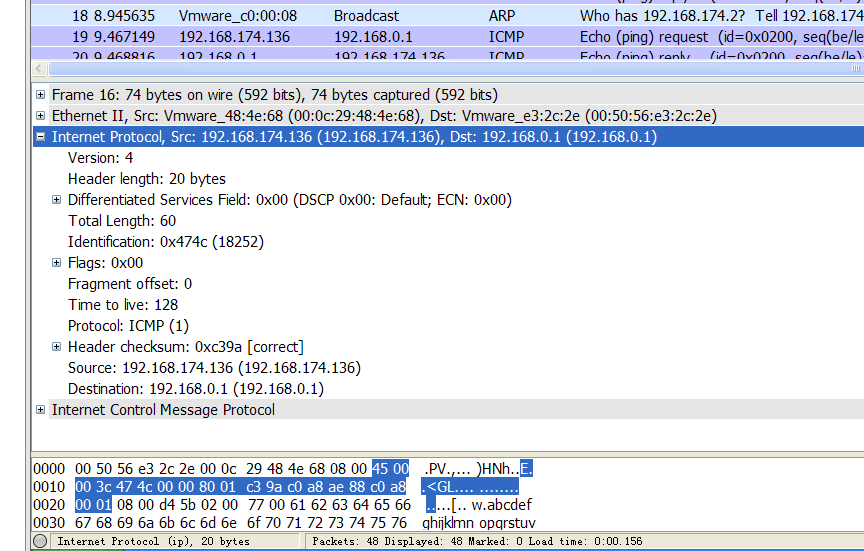 18 8.945635 Vmware_c0:00:08 Broadcast ARP Who has 192.168.174.2? Tell 192.168.174
19 9.467149 192.168.174.136 192.168.0.1 ICMP Echo (ping) request (id=0x0200, seq(be/le)
20 9.468816 192.168.0.1 192.168.174.136 ICMP Echo (ping) reply (id=0x0200, seq(be/le)
Frame 16: 74 bytes on wire (592 bits), 74 bytes captured (592 bits)
Ethernet II, Src: Vmware_48:4e:68 (00:0c:29:48:4e:68), Dst: Vmware_e3:2c:2e (00:50:56:e3:2c:2e)
Internet Protocol, Src: 192.168.174.136 (192.168.174.136), Dst: 192.168.0.1 (192.168.0.1)
Version: 4
Header length: 20 bytes
Differentiated Services Field: 0x00 (DSCP 0x00: Default; ECN: 0x00)
Total Length: 60
Identification: 0x474c (18252)
Flags: 0x00
Fragment offset: 0
Time to live: 128
Protocol: ICMP (1)
Header checksum: 0xc39a [correct]
Source: 192.168.174.136 (192.168.174.136)
Destination: 192.168.0.1 (192.168.0.1)
Internet Control Message Protocol
0000 00 50 56 e3 2c 2e 00 0c 29 48 4e 68 08 00 45 00 .PV.,... )HNh..E.
0010 00 3c 47 4c 00 00 80 01 c3 9a c0 a8 ae 88 c0 a8 .<GL.... ........
0020 00 01 08 00 d4 5b 02 00 77 00 61 62 63 64 65 66 .....[.. w.abcdef
0030 67 68 69 6a 6b 6c 6d 6e 6f 70 71 72 73 74 75 76 ghijklmn opqrstuv
Internet Protocol (ip), 20 bytes Packets: 48 Displayed: 48 Marked: 0 Load time: 0:00.156